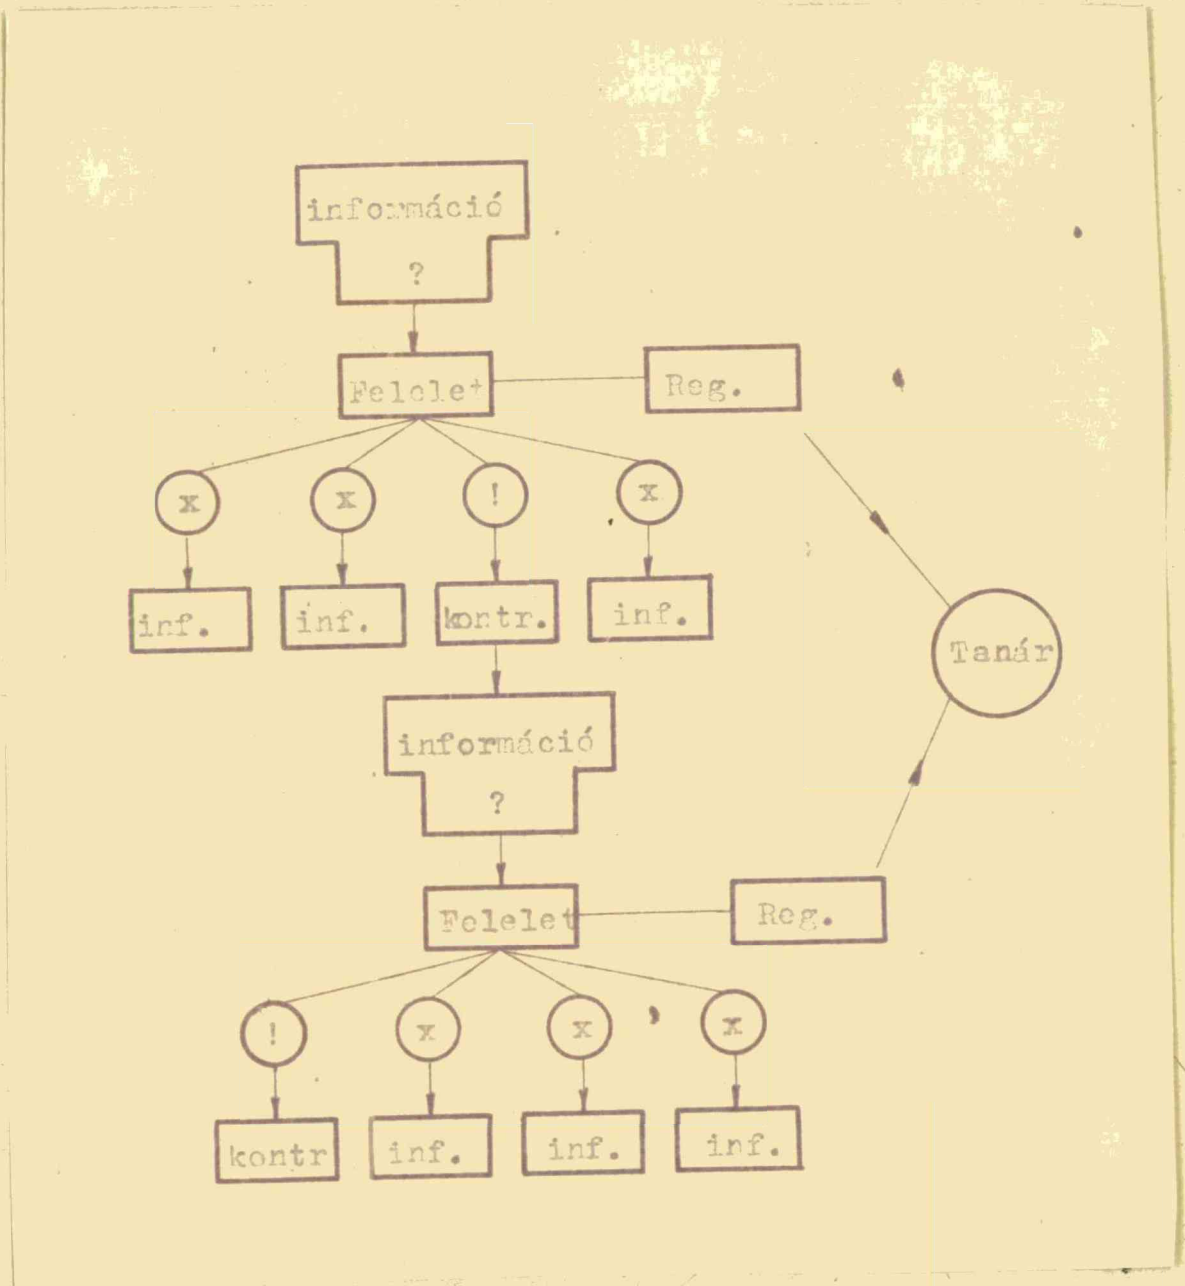 információ
?
Felelet
Reg.
x x ! x
inf. inf. kontr. inf.
Tanár
információ
?
Felelet
Reg.
! x x x
kontr inf. inf. inf.